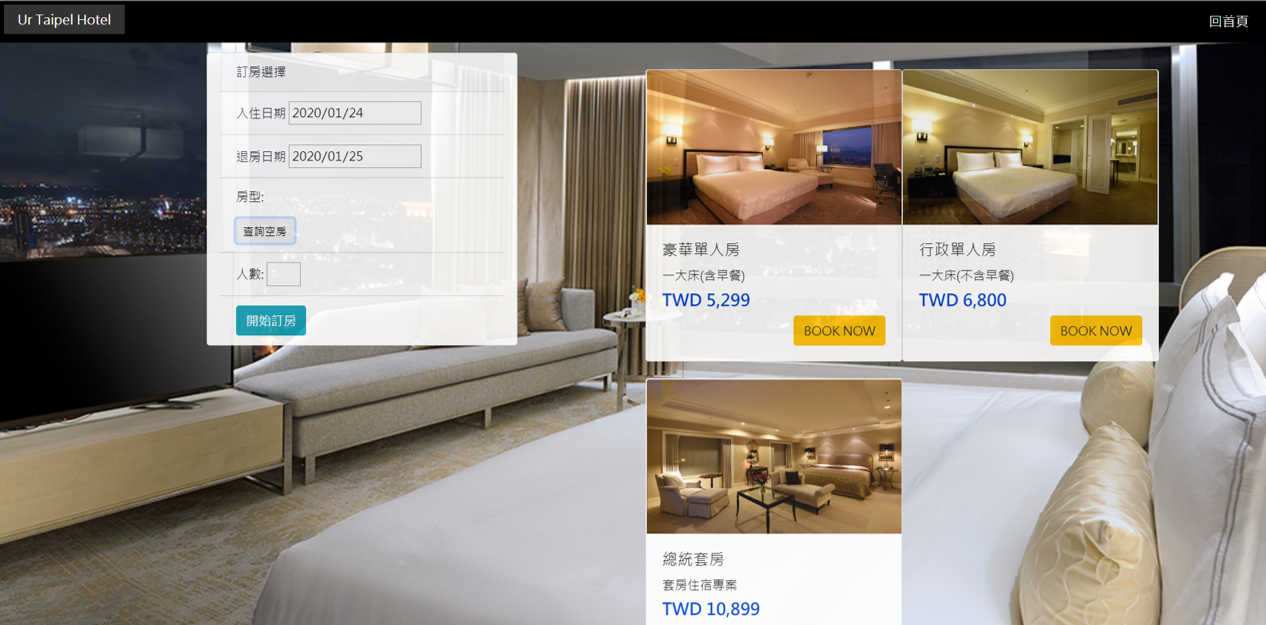 Ur Taipel Hotel
回首頁
訂房選擇
入住日期 2020/01/24
退房日期 2020/01/25
房型:
查詢空房
人數:
開始訂房
豪華單人房
一大床(含早餐)
TWD 5,299
BOOK NOW
行政單人房
一大床(不含早餐)
TWD 6,800
BOOK NOW
總統套房
套房住宿專案
TWD 10,899